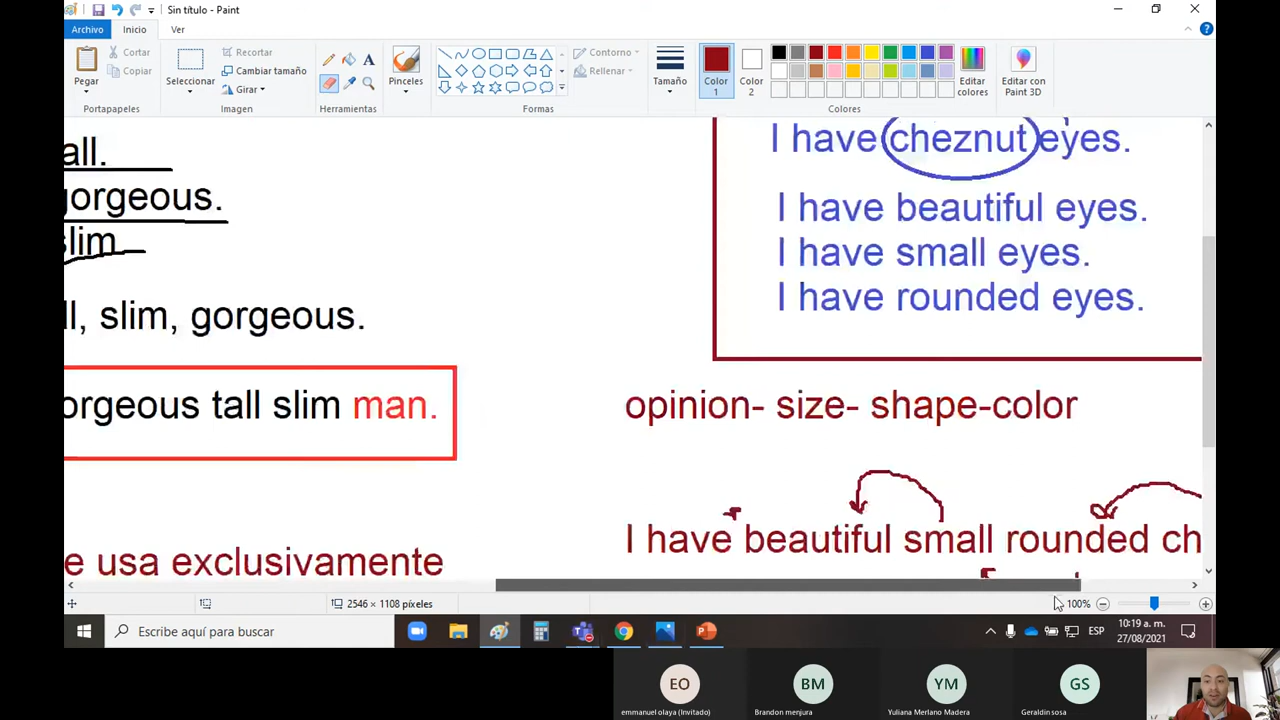 Sin título - Paint
Archivo
Inicio
Ver
Pegar
Cortar
Copiar
Portapapeles
Seleccionar
Recortar
Cambiar tamaño
Girar
Imagen
A
Herramientas
Pinceles
Contorno
Rellenar
Formas
Tamaño
Color
1
Color
2
Editar
colores
Colores
Editar con
Paint 3D
all.
gorgeous.
slim
ll, slim, gorgeous.
orgeous tall slim man.
e usa exclusivamente
I have cheznut eyes.
I have beautiful eyes.
I have small eyes.
I have rounded eyes.
opinion- size- shape-color
I have beautiful small rounded ch
2546 × 1108 píxeles
100%
Escribe aquí para buscar
ESP
10:19 a. m.
27/08/2021
EO
emmanuel olaya (Invitado)
BM
Brandon menjura
YM
Yuliana Merlano Madera
GS
Geraldin sosa